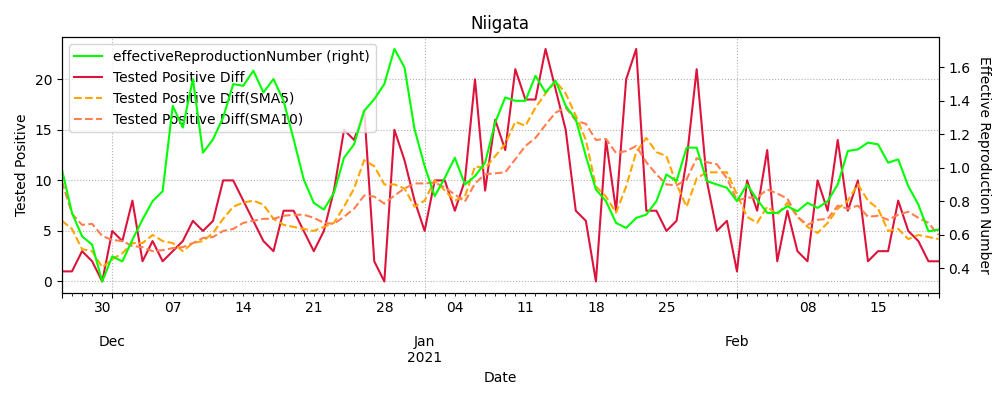 Niigata
effectiveReproductionNumber (right)
Tested Positive Diff
Tested Positive Diff(SMA5)
Tested Positive Diff(SMA10)
Tested Positive
20
15
10
5
0
Effective Reproduction Number
1.6
1.4
1.2
1.0
0.8
0.6
0.4
30 07 14 21 28 04 11 18 25 08 15
Dec Jan Feb
2021
Date